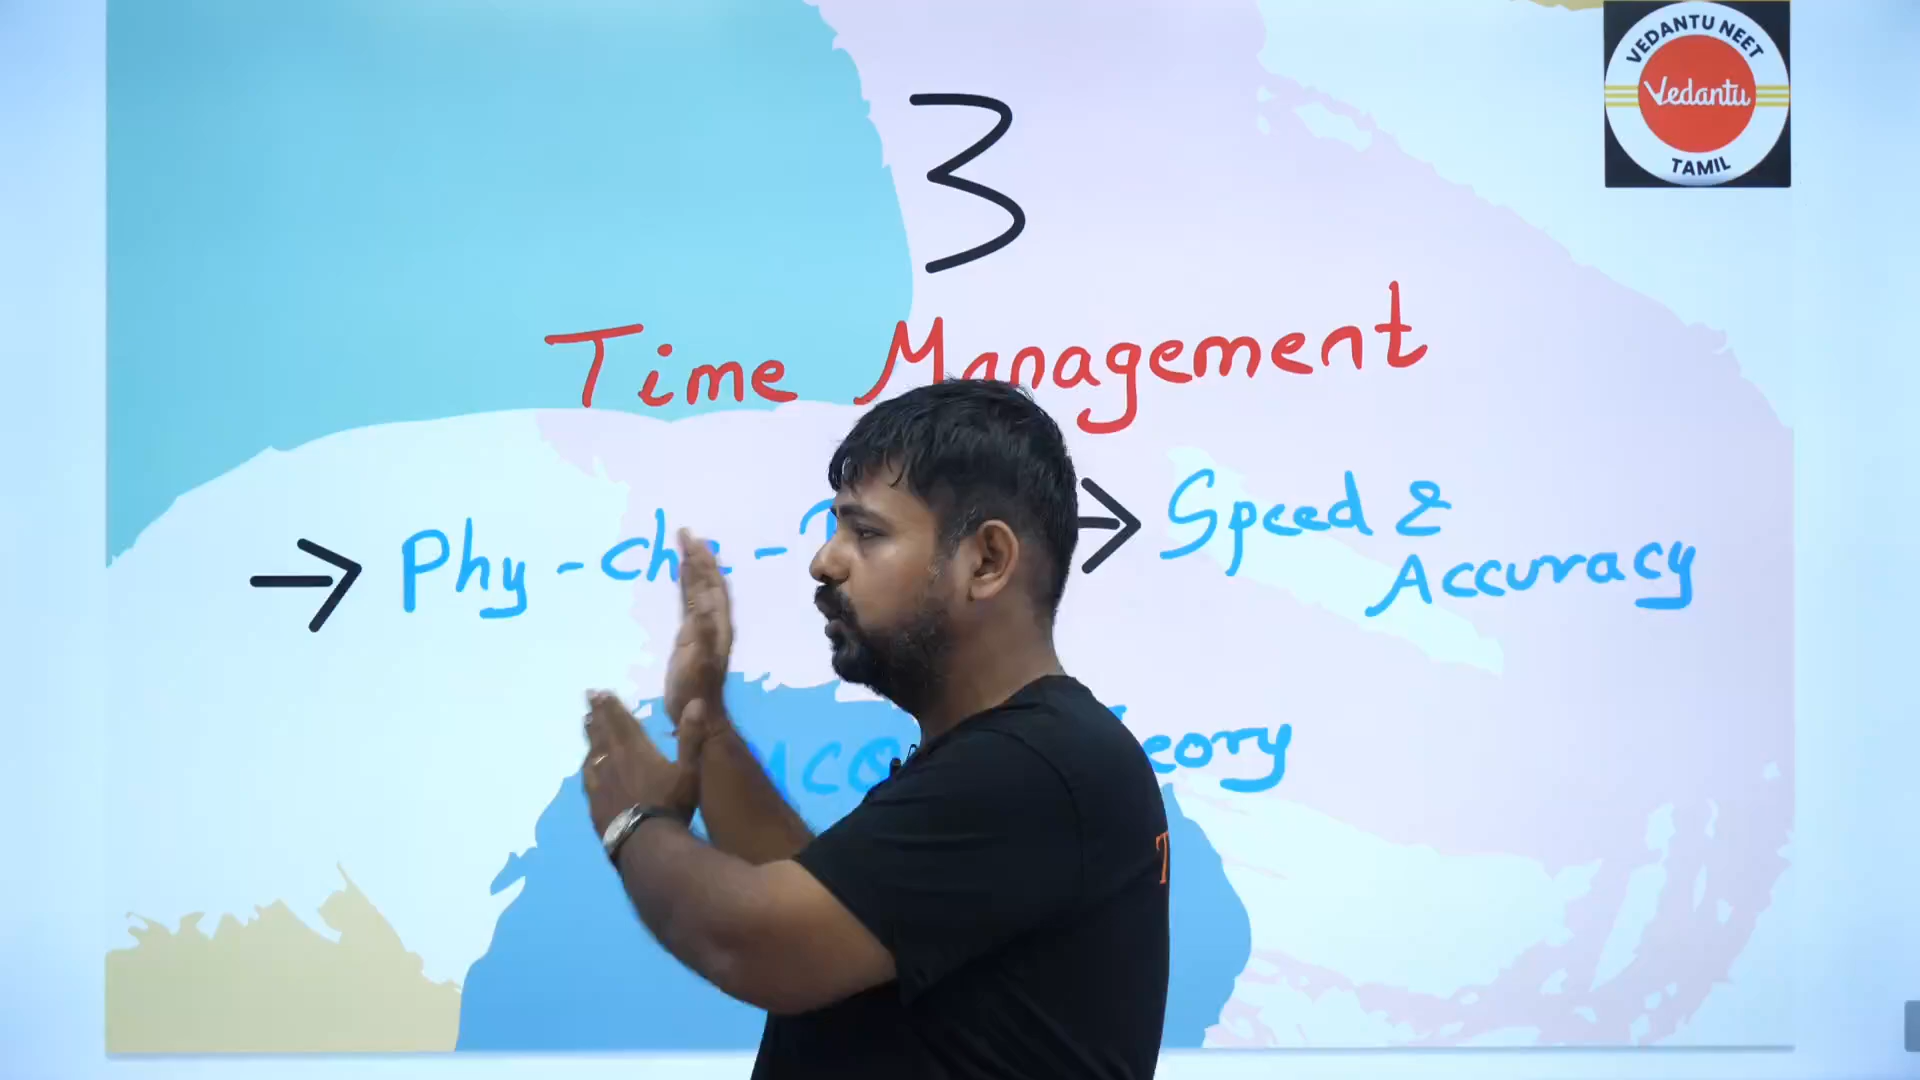 VEDANTU NEET
Vedantu
TAMIL
3
Time Management
→ Phy - che -
→ Speed &
Accuracy